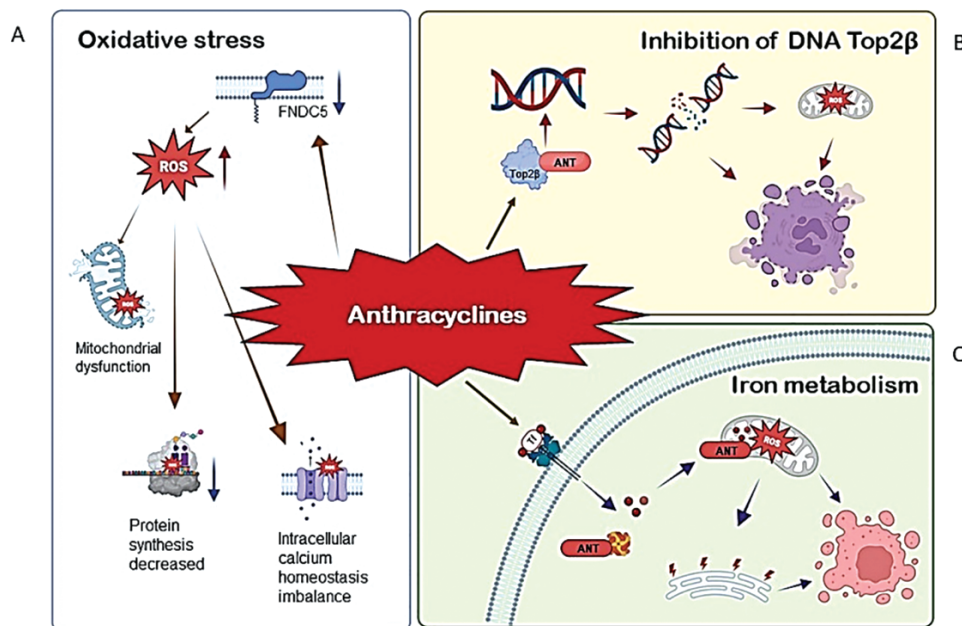 A
Oxidative stress
FNDC5
ROS
ROS
Mitochondrial
dysfunction
Protein
synthesis
decreased
Intracellular
calcium
homeostasis
imbalance
Anthracyclines
B
Inhibition of DNA Top2β
Top2β
ANT
ROS
C
Iron metabolism
ANT
ROS
ANT